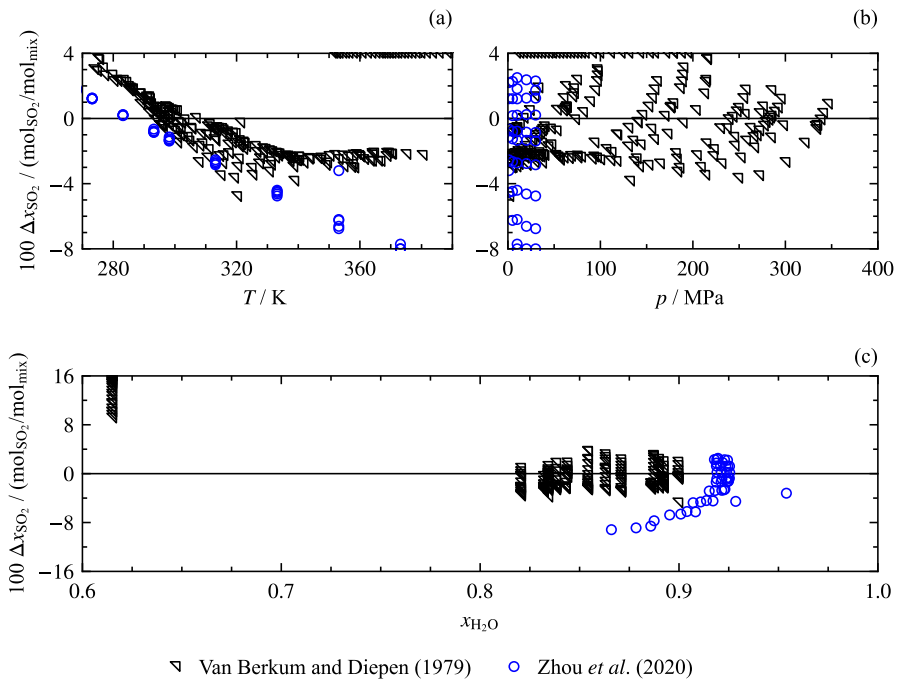 (a)
(b)
100 Δx_SO2 / (mol_SO2/mol_mix)
4
0
−4
−8
4
0
−4
−8
280
320
360
0
100
200
300
400
T / K
p / MPa
(c)
100 Δx_SO2 / (mol_SO2/mol_mix)
16
8
0
−8
−16
0.6
0.7
0.8
0.9
1.0
x_H2O
Van Berkum and Diepen (1979)
Zhou et al. (2020)